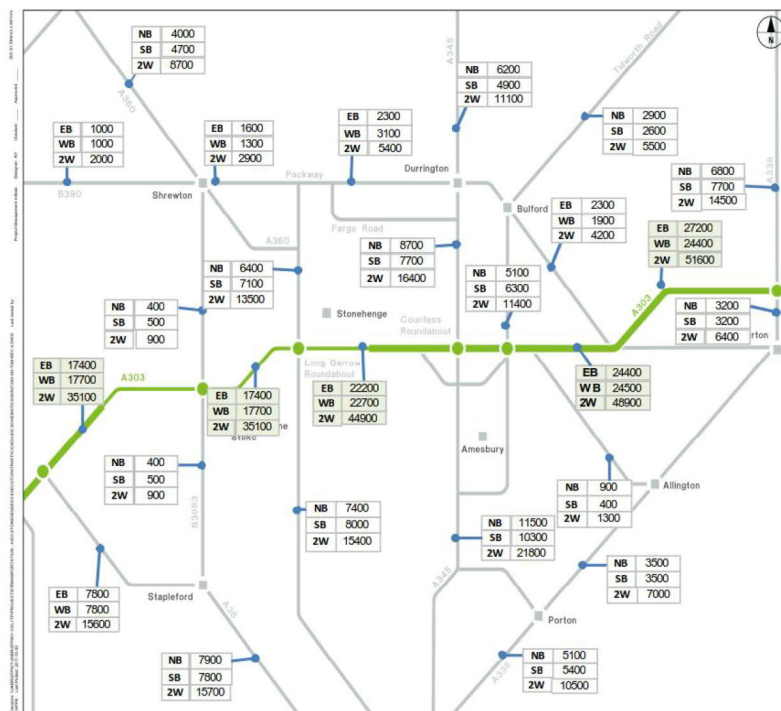 NB 4000
SB 4700
2W 8700
A345
NB 6200
SB 4900
2W 11100
Tidworth Road
N
A360
EB 1000
WB 1000
2W 2000
EB 1600
WB 1300
2W 2900
EB 2300
WB 3100
2W 5400
NB 2900
SB 2600
2W 5500
A338
B390
Shrewton
Packway
Durrington
NB 6800
SB 7700
2W 14500
Fargo Road
Bulford
EB 2300
WB 1900
2W 4200
EB 27200
WB 24400
2W 51600
A360
NB 8700
SB 7700
2W 16400
NB 6400
SB 7100
2W 13500
NB 5100
SB 6300
2W 11400
NB 400
SB 500
2W 900
Stonehenge
Countess
Roundabout
A303
NB 3200
SB 3200
2W 6400
rton
EB 17400
WB 17700
2W 35100
A303
Long Barrow
Roundabout
EB 17400
WB 17700
2W 35100
ne
Stoke
EB 22200
WB 22700
2W 44900
EB 24400
WB 24500
2W 48900
Amesbury
NB 400
SB 500
2W 900
B3083
NB 900
SB 400
2W 1300
Allington
NB 7400
SB 8000
2W 15400
NB 11500
SB 10300
2W 21800
EB 7800
WB 7800
2W 15600
Stapleford
A36
A345
NB 3500
SB 3500
2W 7000
Porton
NB 7900
SB 7800
2W 15700
A338
NB 5100
SB 5400
2W 10500